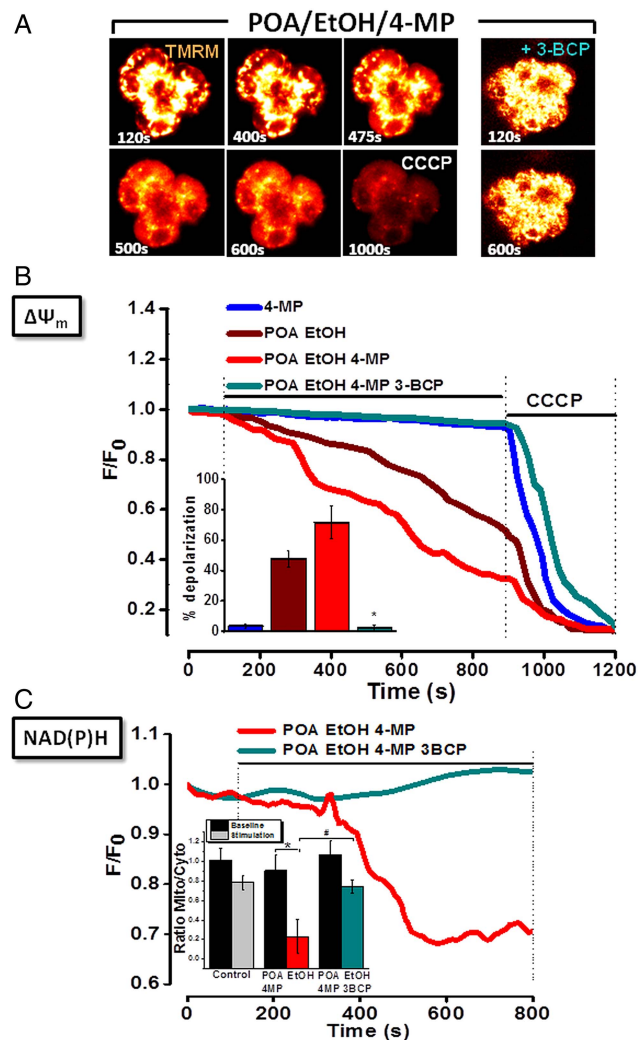 A
POA/EtOH/4-MP
TMRM
+ 3-BCP
120s
400s
475s
120s
CCCP
500s
600s
1000s
600s
B
ΔΨm
1.4
1.2
1.0
0.8
0.6
0.4
0.2
F/F0
4-MP
POA EtOH
POA EtOH 4-MP
POA EtOH 4-MP 3-BCP
CCCP
% depolarization
100
80
60
40
20
0
*
0 200 400 600 800 1000 1200
Time (s)
C
NAD(P)H
POA EtOH 4-MP
POA EtOH 4-MP 3BCP
1.1
1.0
0.9
0.8
0.7
0.6
F/F0
Baseline
Stimulation
* #
Ratio Mito/Cyto
1.2
1.0
0.8
0.6
0.4
0.2
0.0
Control POA EtOH POA EtOH
4MP 4MP 3BCP
0 200 400 600 800
Time (s)